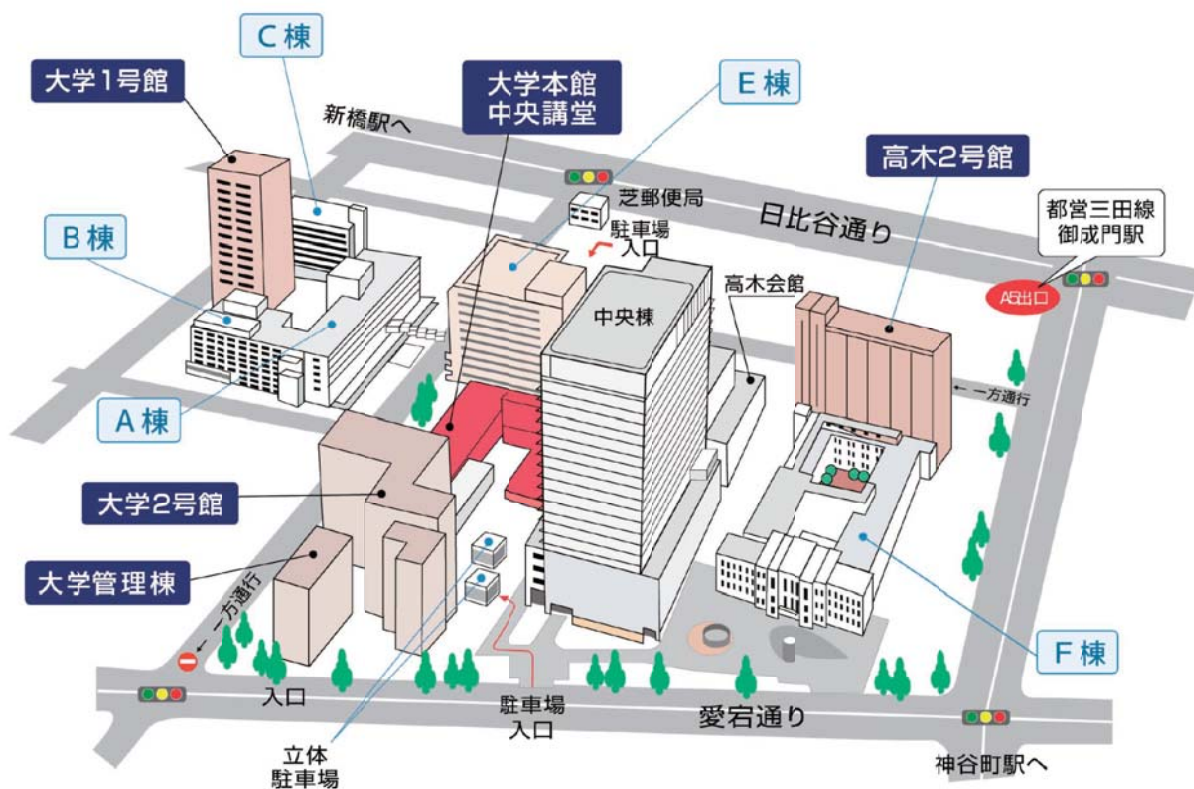 C棟
大学1号館
大学本館
中央講堂
E棟
新橋駅へ
高木2号館
芝郵便局
日比谷通り
都営三田線
御成門駅
駐車場
入口
B棟
高木会館
A5出口
中央棟
一方通行
A棟
大学2号館
大学管理棟
一方通行
F棟
入口
駐車場
入口
愛宕通り
立体
駐車場
神谷町駅へ